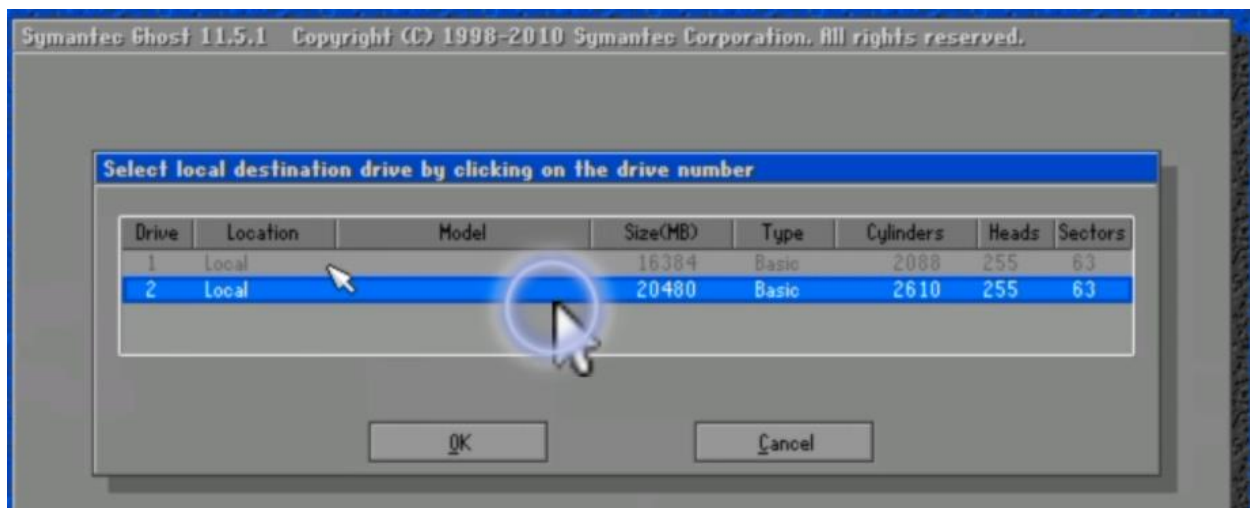 Symantec Ghost 11.5.1 Copyright (C) 1998-2010 Symantec Corporation. All rights reserved.
Select local destination drive by clicking on the drive number
Drive Location Model Size(MB) Type Cylinders Heads Sectors
1 Local 16384 Basic 2088 255 63
2 Local 20480 Basic 2610 255 63
OK Cancel